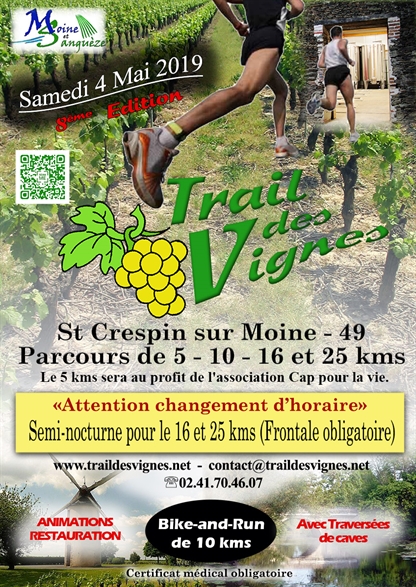 Moine
et
Sanguèze
Samedi 4 Mai 2019
8ème Edition
Trail
des
Vignes
St Crespin sur Moine - 49
Parcours de 5 - 10 - 16 et 25 kms
Le 5 kms sera au profit de l'association Cap pour la vie.
«Attention changement d'horaire»
Semi-nocturne pour le 16 et 25 kms (Frontale obligatoire)
www.traildesvignes.net - contact@traildesvignes.net
☏02.41.70.46.07
ANIMATIONS
RESTAURATION
Bike-and-Run
de 10 kms
Avec Traversées
de caves
Certificat médical obligatoire